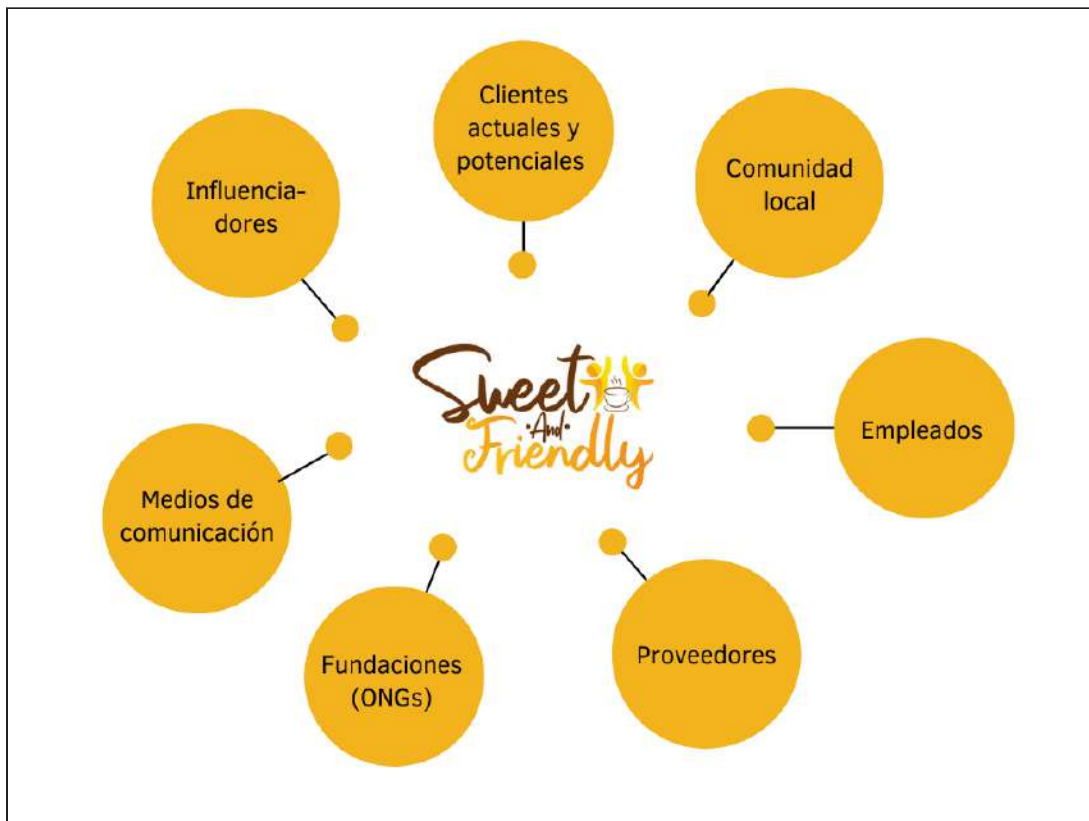 Clientes
actuales y
potenciales
Comunidad
local
Empleados
Proveedores
Fundaciones
(ONGs)
Medios de
comunicación
Influencia-
dores
Sweet
·And·
Friendly